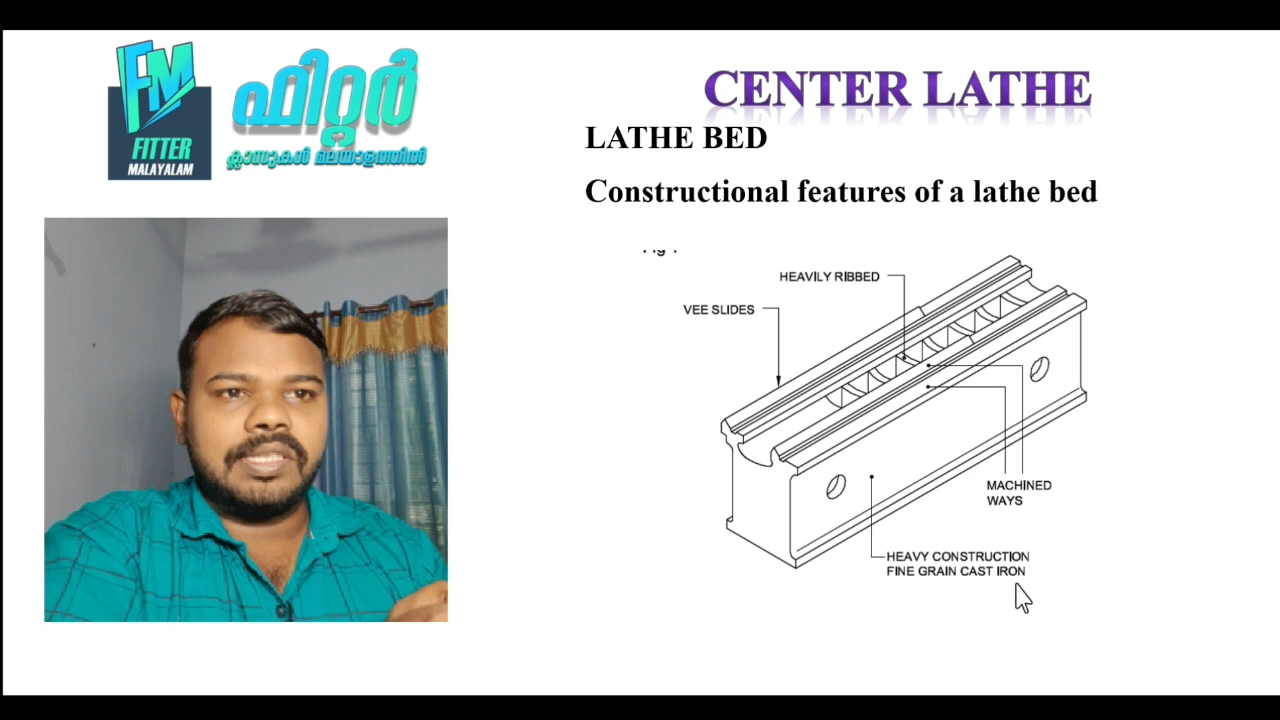 FM
FITTER
MALAYALAM
ഫിറ്റർ
ക്ലാസുകൾ മലയാളത്തിൽ
CENTER LATHE
LATHE BED
Constructional features of a lathe bed
HEAVILY RIBBED
VEE SLIDES
MACHINED
WAYS
HEAVY CONSTRUCTION
FINE GRAIN CAST IRON